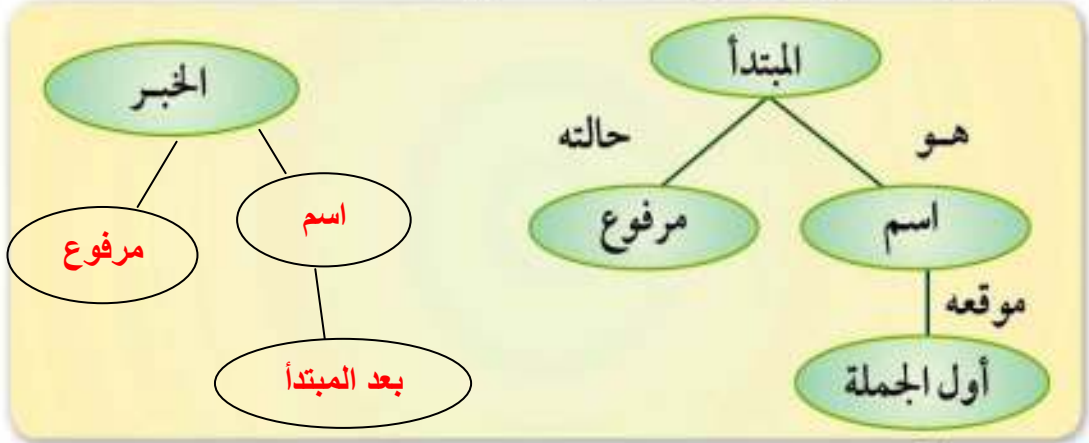 المبتدأ
هو
حالته
اسم
مرفوع
موقعه
أول الجملة
الخبر
اسم
مرفوع
بعد المبتدأ